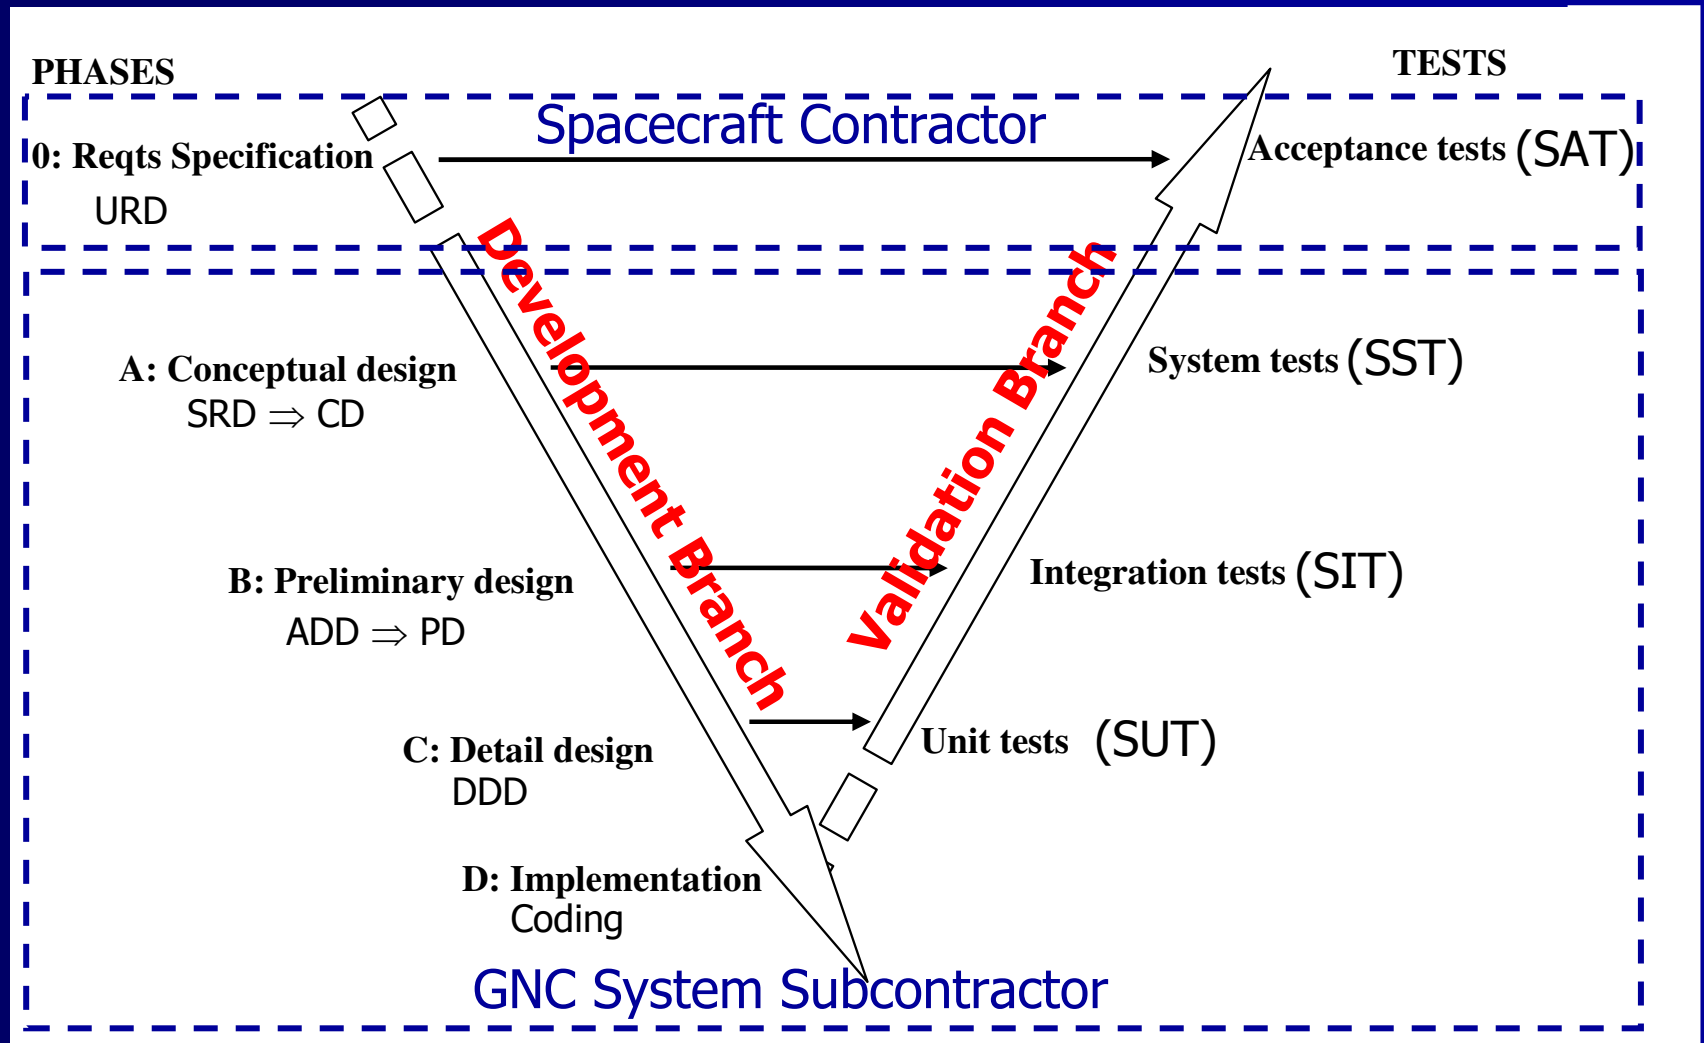 PHASES
TESTS
Spacecraft Contractor
0: Reqts Specification
Acceptance tests (SAT)
URD
Development Branch
Validation Branch
A: Conceptual design
System tests (SST)
SRD ⇒ CD
B: Preliminary design
Integration tests (SIT)
ADD ⇒ PD
C: Detail design
Unit tests (SUT)
DDD
D: Implementation
Coding
GNC System Subcontractor